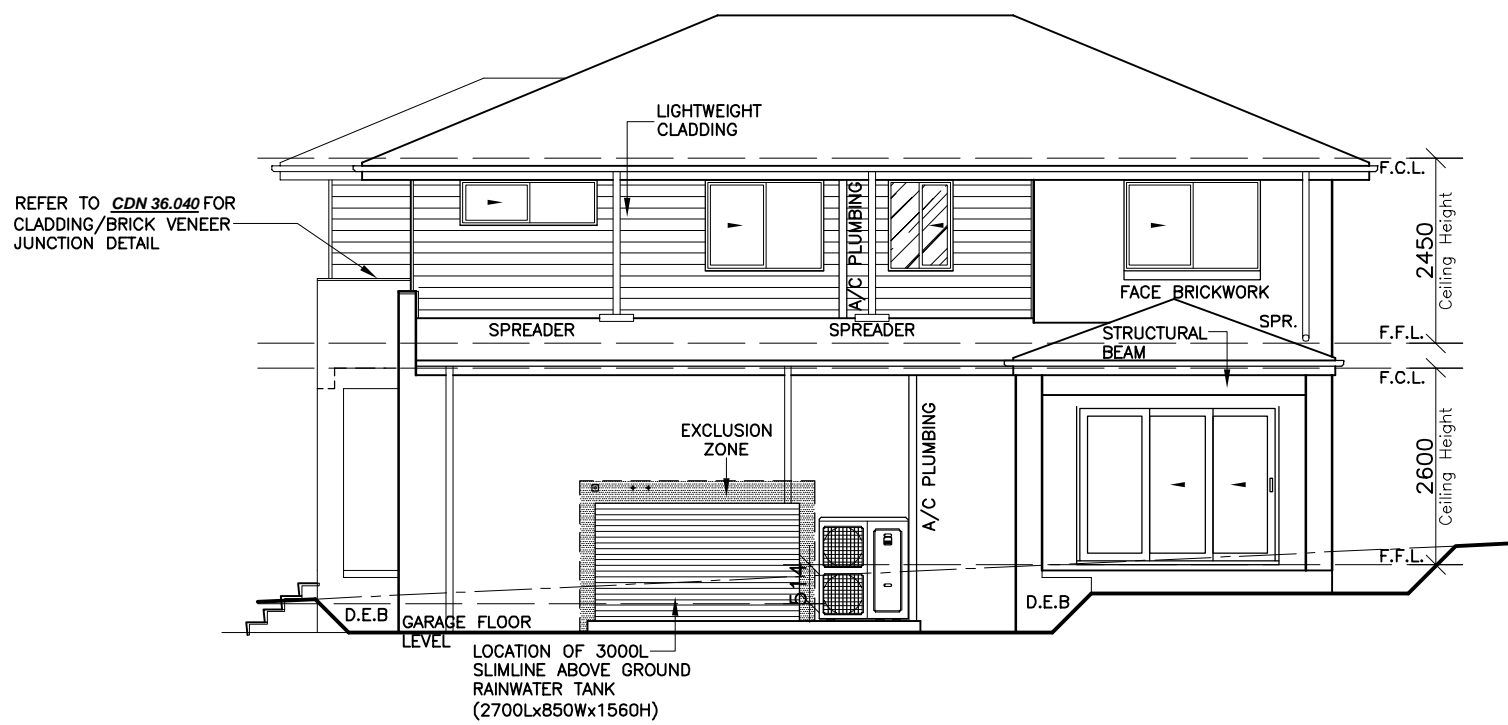 LIGHTWEIGHT
CLADDING
REFER TO CDN 36.040 FOR
CLADDING/BRICK VENEER
JUNCTION DETAIL
F.C.L.
A/C PLUMBING
2450
Ceiling Height
FACE BRICKWORK
SPREADER
SPREADER
SPR.
STRUCTURAL
BEAM
F.F.L.
F.C.L.
EXCLUSION
ZONE
A/C PLUMBING
2600
Ceiling Height
F.F.L.
514
D.E.B
D.E.B
GARAGE FLOOR
LEVEL
LOCATION OF 3000L
SLIMLINE ABOVE GROUND
RAINWATER TANK
(2700Lx850Wx1560H)